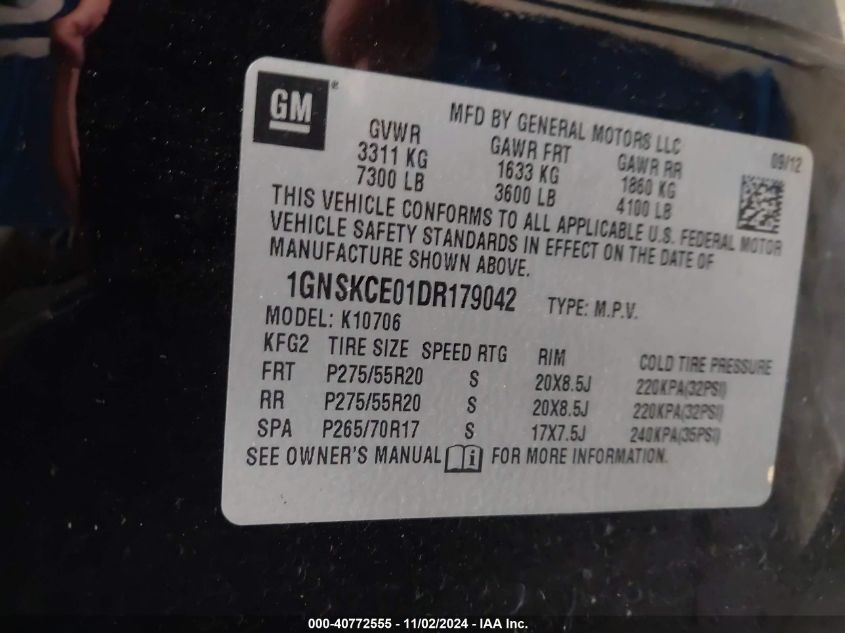 GM ®
MFD BY GENERAL MOTORS LLC
09/12
GVWR GAWR FRT GAWR RR
3311 KG 1633 KG 1860 KG
7300 LB 3600 LB 4100 LB
THIS VEHICLE CONFORMS TO ALL APPLICABLE U.S. FEDERAL MOTOR
VEHICLE SAFETY STANDARDS IN EFFECT ON THE DATE OF
MANUFACTURE SHOWN ABOVE.
1GNSKCE01DR179042 TYPE: M.P.V.
MODEL: K10706
KFG2 TIRE SIZE SPEED RTG RIM COLD TIRE PRESSURE
FRT P275/55R20 S 20X8.5J 220KPA(32PSI)
RR P275/55R20 S 20X8.5J 220KPA(32PSI)
SPA P265/70R17 S 17X7.5J 240KPA(35PSI)
SEE OWNER'S MANUAL i FOR MORE INFORMATION.
000-40772555 - 11/02/2024 - IAA Inc.